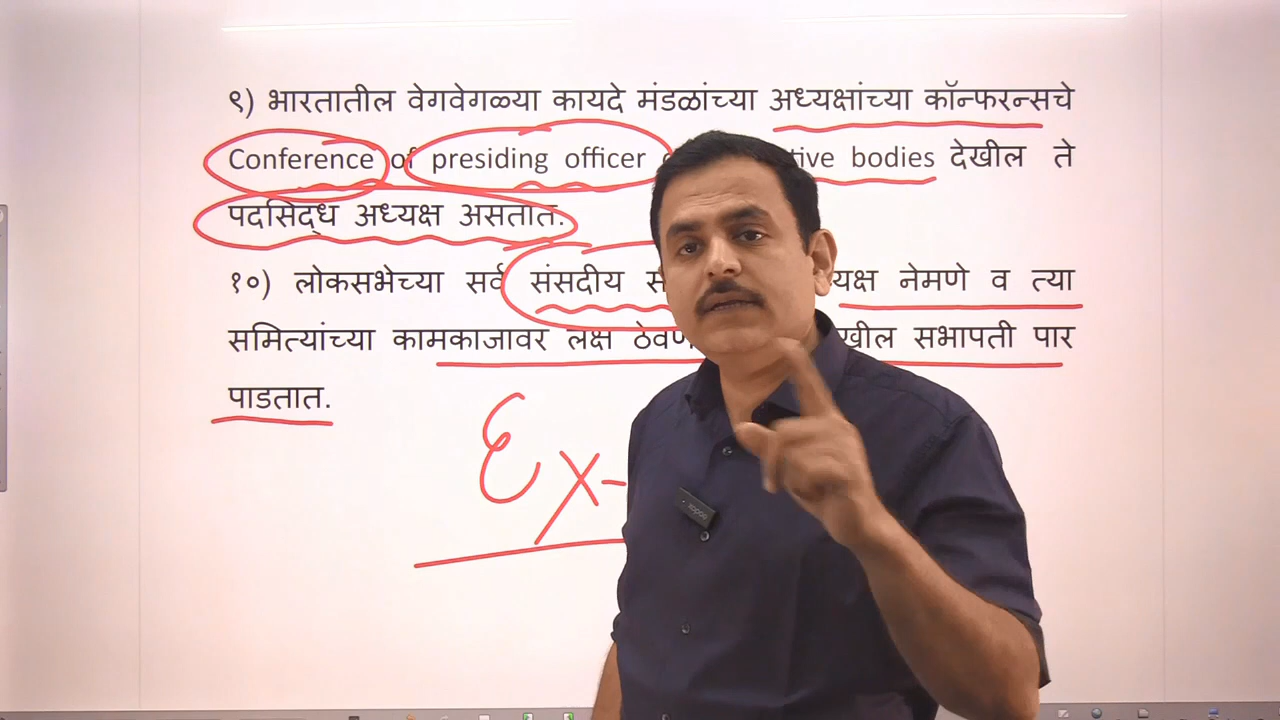 ९) भारतातील वेगवेगळ्या कायदे मंडळांच्या अध्यक्षांच्या कॉन्फरन्सचे
Conference of presiding officer bodies देखील ते
पदसिद्ध अध्यक्ष असतात.
१०) लोकसभेच्या सर्व संसदीय नेमणे व त्या
समित्यांच्या कामकाजावर लक्ष सभापती पार
पाडतात.
Ex-